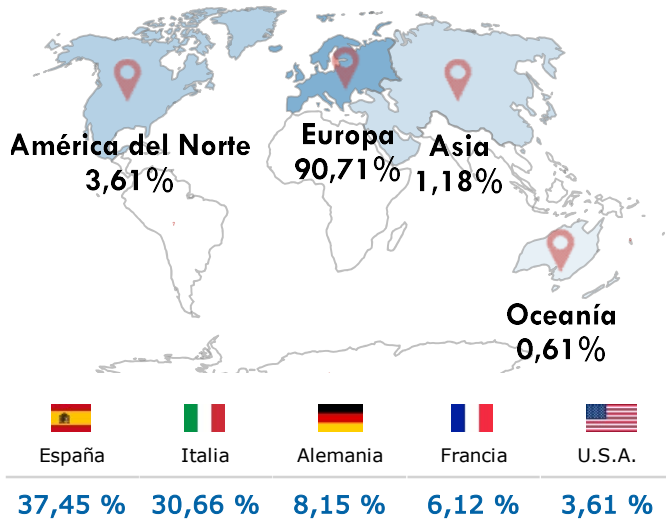 América del Norte
3,61%
Europa
90,71%
Asia
1,18%
Oceanía
0,61%
España Italia Alemania Francia U.S.A.
37,45 % 30,66 % 8,15 % 6,12 % 3,61 %